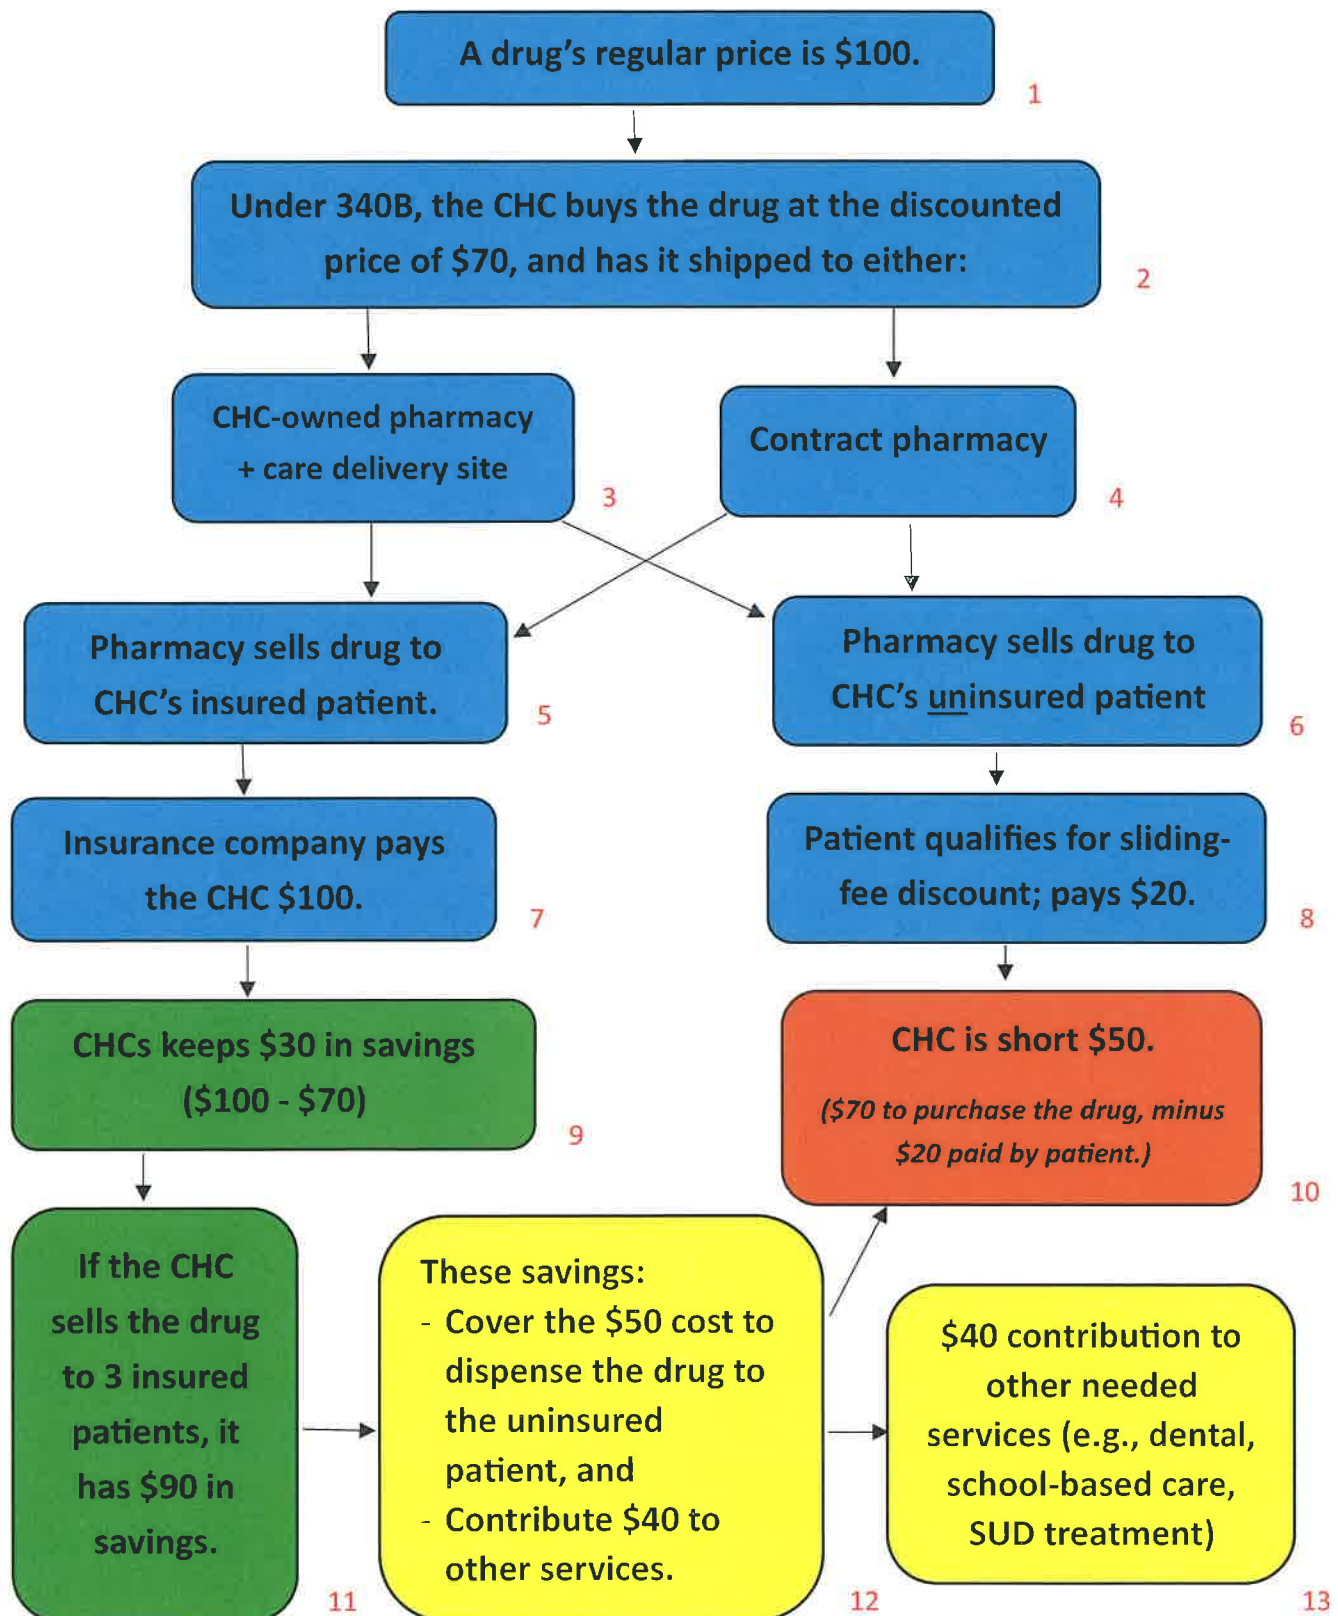 A drug’s regular price is $100.
1
Under 340B, the CHC buys the drug at the discounted
price of $70, and has it shipped to either:
2
CHC-owned pharmacy
+ care delivery site
3
Contract pharmacy
4
Pharmacy sells drug to
CHC’s insured patient.
5
Pharmacy sells drug to
CHC’s uninsured patient
6
Insurance company pays
the CHC $100.
7
Patient qualifies for sliding-
fee discount; pays $20.
8
CHCs keeps $30 in savings
($100 - $70)
9
CHC is short $50.
($70 to purchase the drug, minus
$20 paid by patient.)
10
If the CHC
sells the drug
to 3 insured
patients, it
has $90 in
savings.
11
These savings:
- Cover the $50 cost to
dispense the drug to
the uninsured
patient, and
- Contribute $40 to
other services.
12
$40 contribution to
other needed
services (e.g., dental,
school-based care,
SUD treatment)
13